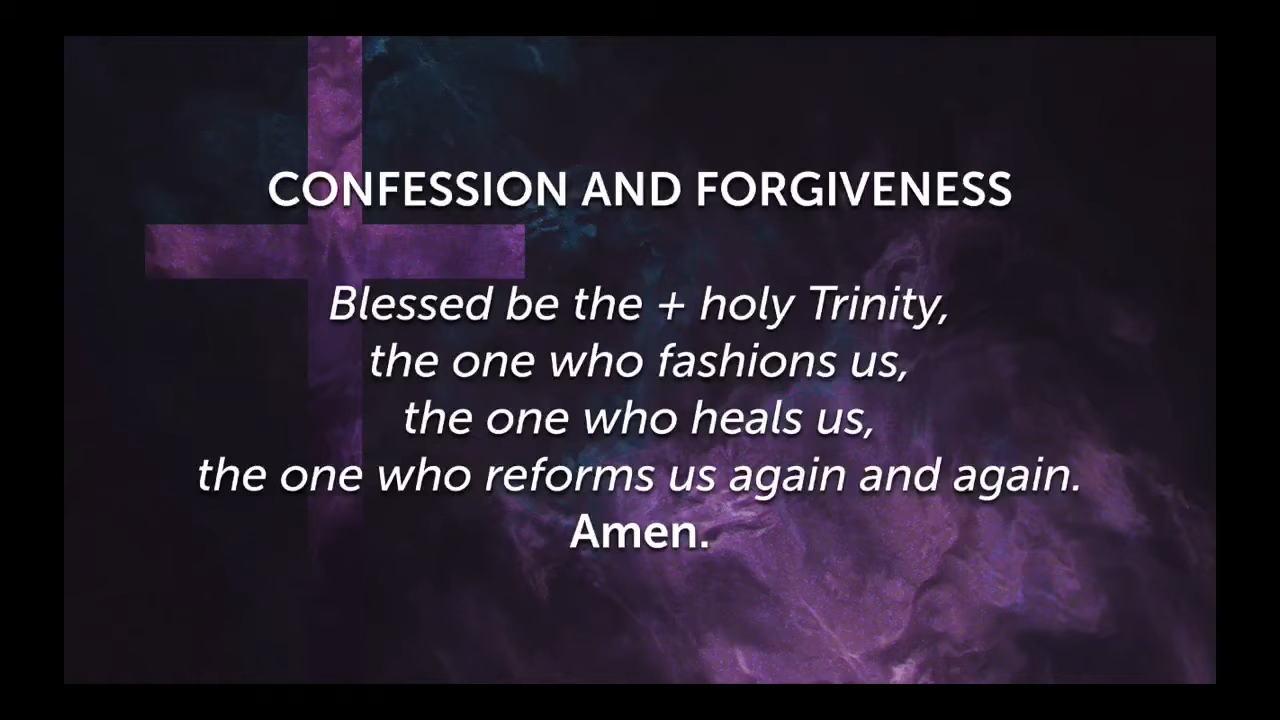 CONFESSION AND FORGIVENESS
Blessed be the + holy Trinity,
the one who fashions us,
the one who heals us,
the one who reforms us again and again.
Amen.